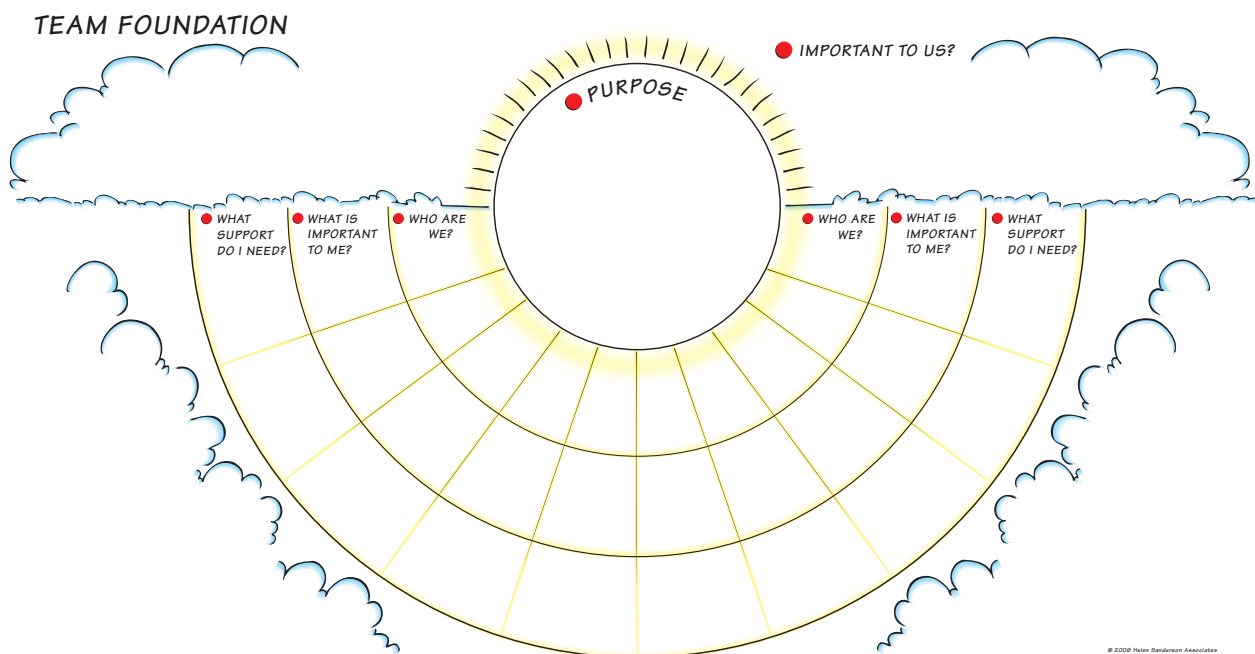 TEAM FOUNDATION
IMPORTANT TO US?
PURPOSE
WHAT
SUPPORT
DO I NEED?
WHAT IS
IMPORTANT
TO ME?
WHO ARE
WE?
WHO ARE
WE?
WHAT IS
IMPORTANT
TO ME?
WHAT
SUPPORT
DO I NEED?
© 2006 Helen Sanderson Associates